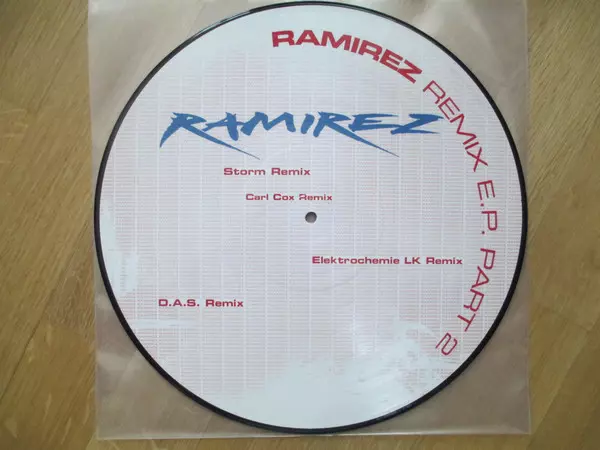 RAMIREZ REMIX E.P. PART 2
RAMIREZ
Storm Remix
Carl Cox Remix
Elektrochemie LK Remix
D.A.S. Remix